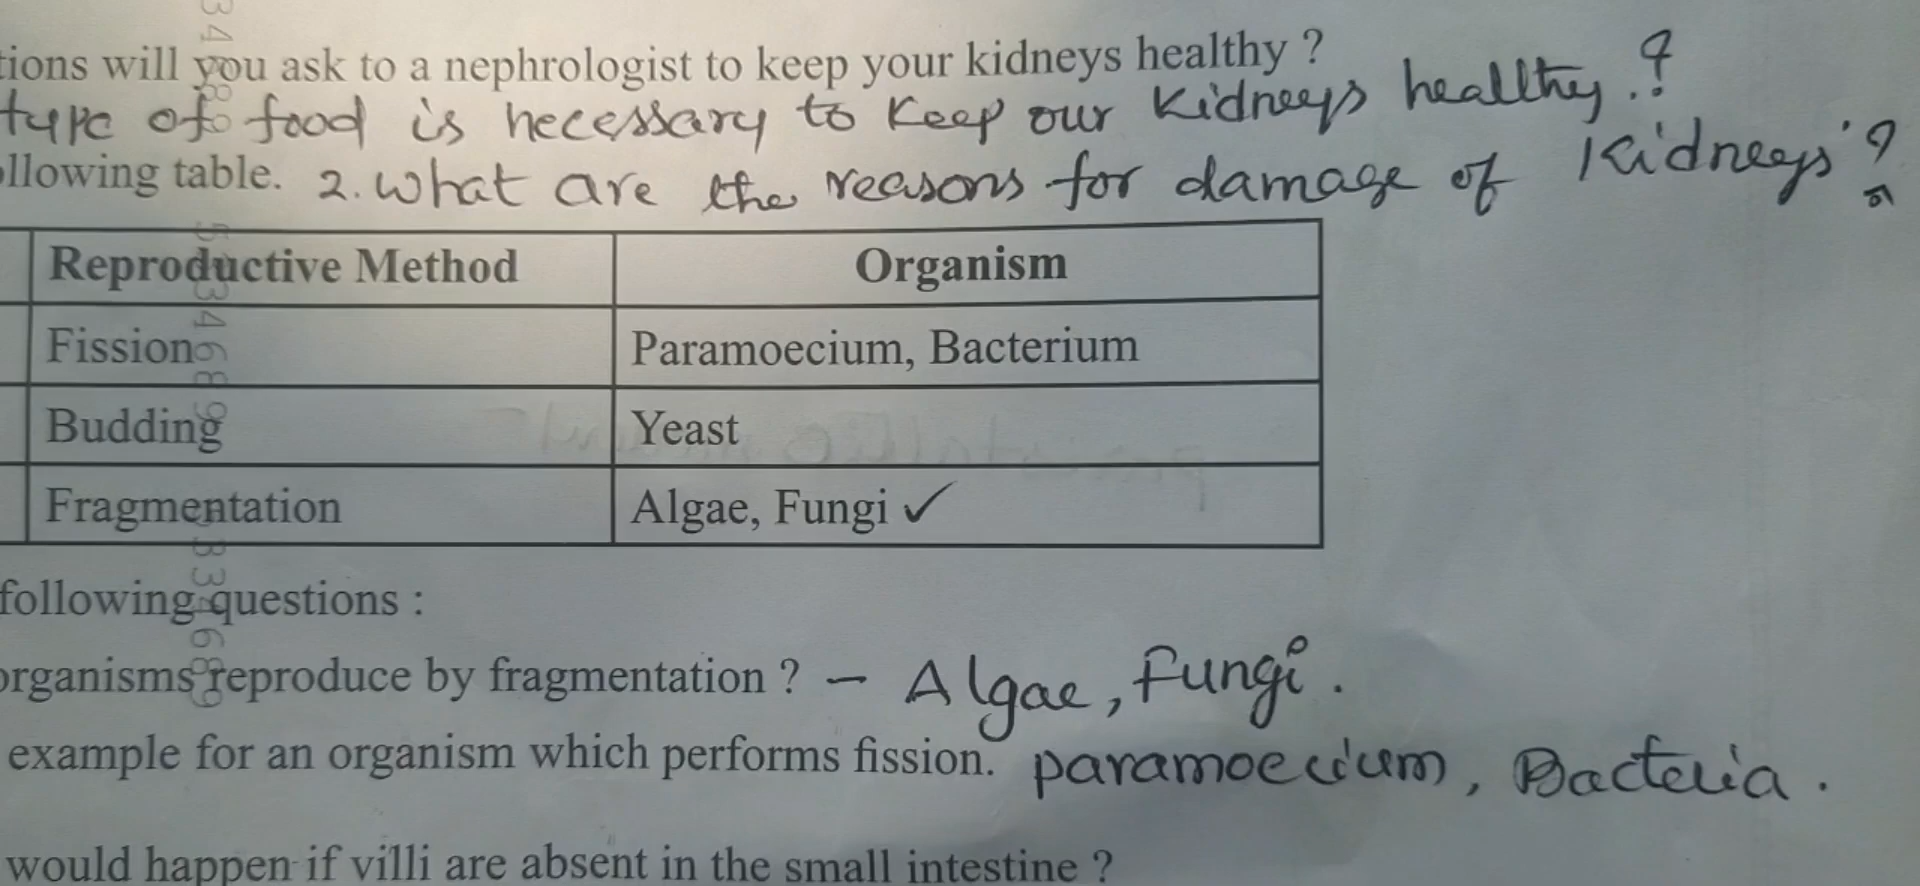 tions will you ask to a nephrologist to keep your kidneys healthy ?
type of food is necessary to keep our kidneys heallthy.?
llowing table. 2. What are the reasons for damage of kidneys?
Reproductive Method Organism
Fission Paramoecium, Bacterium
Budding Yeast
Fragmentation Algae, Fungi ✓
following questions :
organisms reproduce by fragmentation ? – Algae, Fungi.
example for an organism which performs fission. paramoecium, Bacteria.
would happen if villi are absent in the small intestine ?